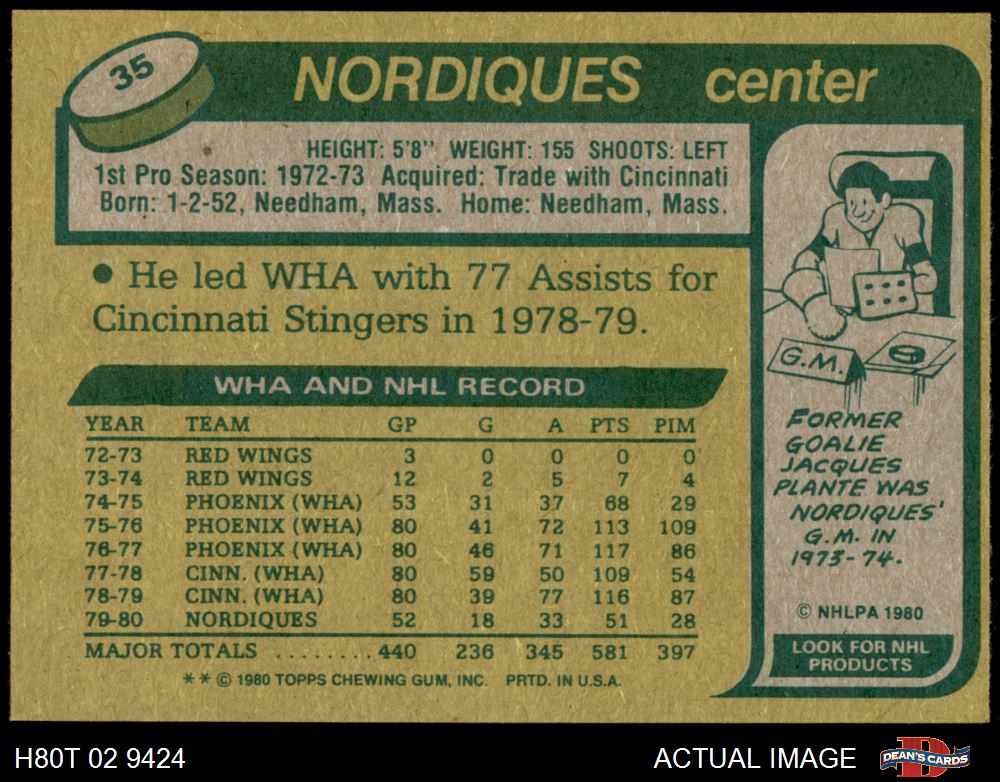 35
NORDIQUES center
HEIGHT: 5'8" WEIGHT: 155 SHOOTS: LEFT
1st Pro Season: 1972-73 Acquired: Trade with Cincinnati
Born: 1-2-52, Needham, Mass. Home: Needham, Mass.
• He led WHA with 77 Assists for
Cincinnati Stingers in 1978-79.
WHA AND NHL RECORD
YEAR TEAM GP G A PTS PIM
72-73 RED WINGS 3 0 0 0 0
73-74 RED WINGS 12 2 5 7 4
74-75 PHOENIX (WHA) 53 31 37 68 29
75-76 PHOENIX (WHA) 80 41 72 113 109
76-77 PHOENIX (WHA) 80 46 71 117 86
77-78 CINN. (WHA) 80 59 50 109 54
78-79 CINN. (WHA) 80 39 77 116 87
79-80 NORDIQUES 52 18 33 51 28
MAJOR TOTALS ........ 440 236 345 581 397
** © 1980 TOPPS CHEWING GUM, INC. PRTD. IN U.S.A.
G.M.
FORMER
GOALIE
JACQUES
PLANTE WAS
NORDIQUES'
G.M. IN
1973-74.
© NHLPA 1980
LOOK FOR NHL
PRODUCTS
H80T 02 9424
ACTUAL IMAGE
DEAN'S CARDS